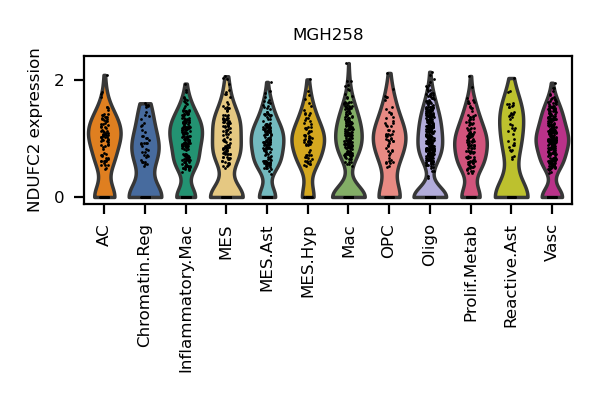 MGH258
NDUFC2 expression
2
0
AC
Chromatin.Reg
Inflammatory.Mac
MES
MES.Ast
MES.Hyp
Mac
OPC
Oligo
Prolif.Metab
Reactive.Ast
Vasc